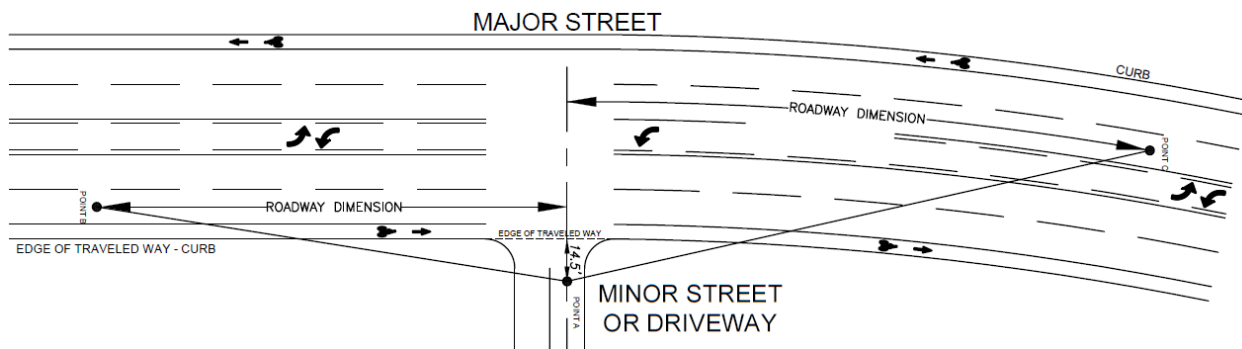 MAJOR STREET
CURB
ROADWAY DIMENSION
POINT C
POINT B
ROADWAY DIMENSION
EDGE OF TRAVELED WAY
EDGE OF TRAVELED WAY - CURB
14.5'
MINOR STREET
OR DRIVEWAY
POINT A